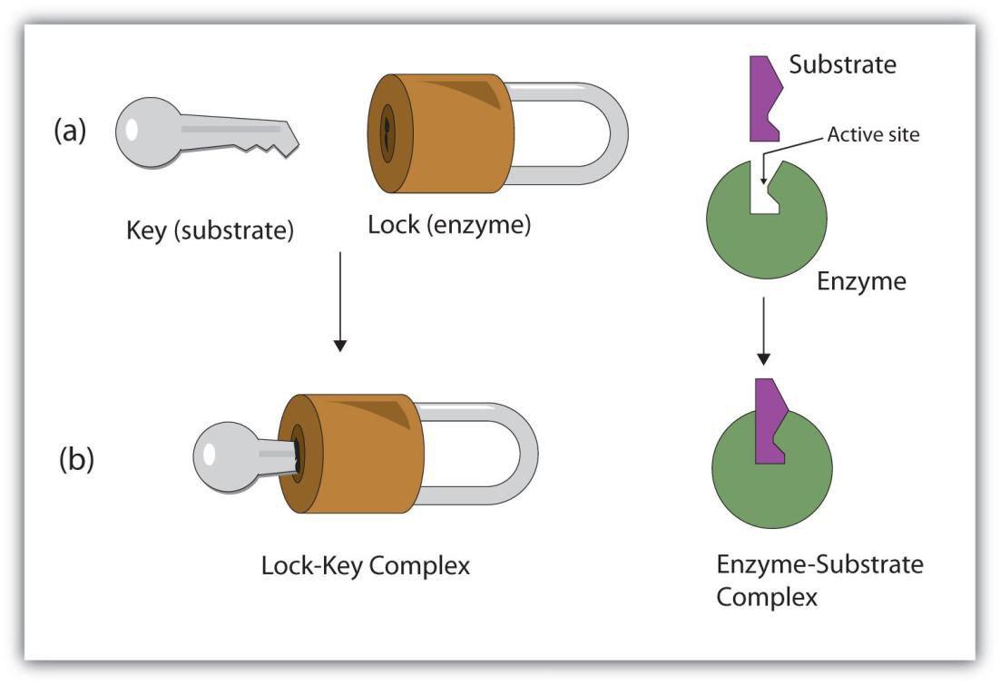 (a)
Key (substrate)
Lock (enzyme)
Substrate
Active site
Enzyme
(b)
Lock-Key Complex
Enzyme-Substrate
Complex